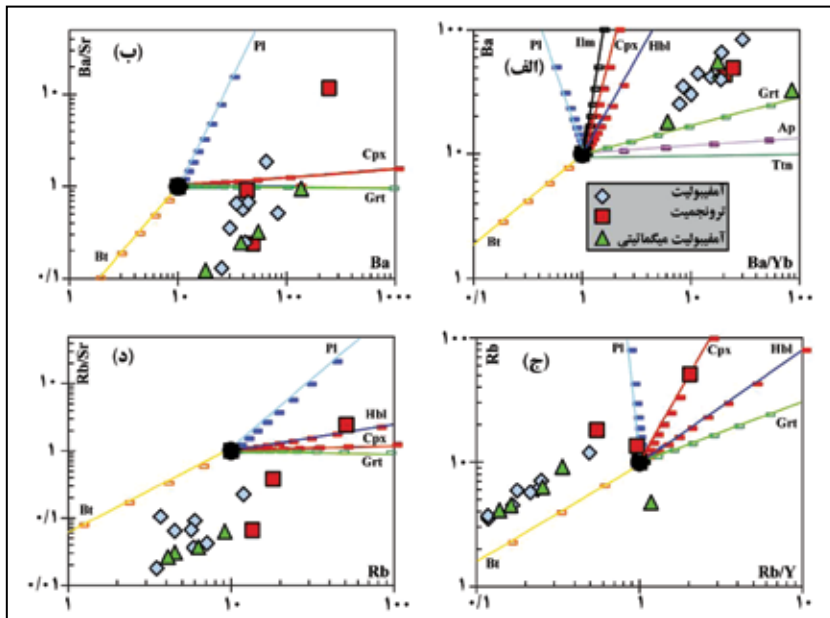 (الف)
Ba
۱۰۰
۱۰
۱
Pl
Ilm
Cpx
Hbl
Grt
Ap
Ttn
Bt
آمفیبولیت
ترونجمیت
آمفیبولیت میگماتیتی
Ba/Yb
۰/۱ ۱ ۱۰ ۱۰۰
(ب)
Ba/Sr
۱۰
۱
۰/۱
Pl
Cpx
Grt
Bt
Ba
۱ ۱۰ ۱۰۰ ۱۰۰۰
(ج)
Rb
۱۰۰
۱۰
۱
Pl
Cpx
Hbl
Grt
Bt
Rb/Y
۰/۱ ۱ ۱۰
(د)
Rb/Sr
۱۰
۱
۰/۱
۰/۰۱
Pl
Hbl
Cpx
Grt
Bt
Rb
۱ ۱۰ ۱۰۰